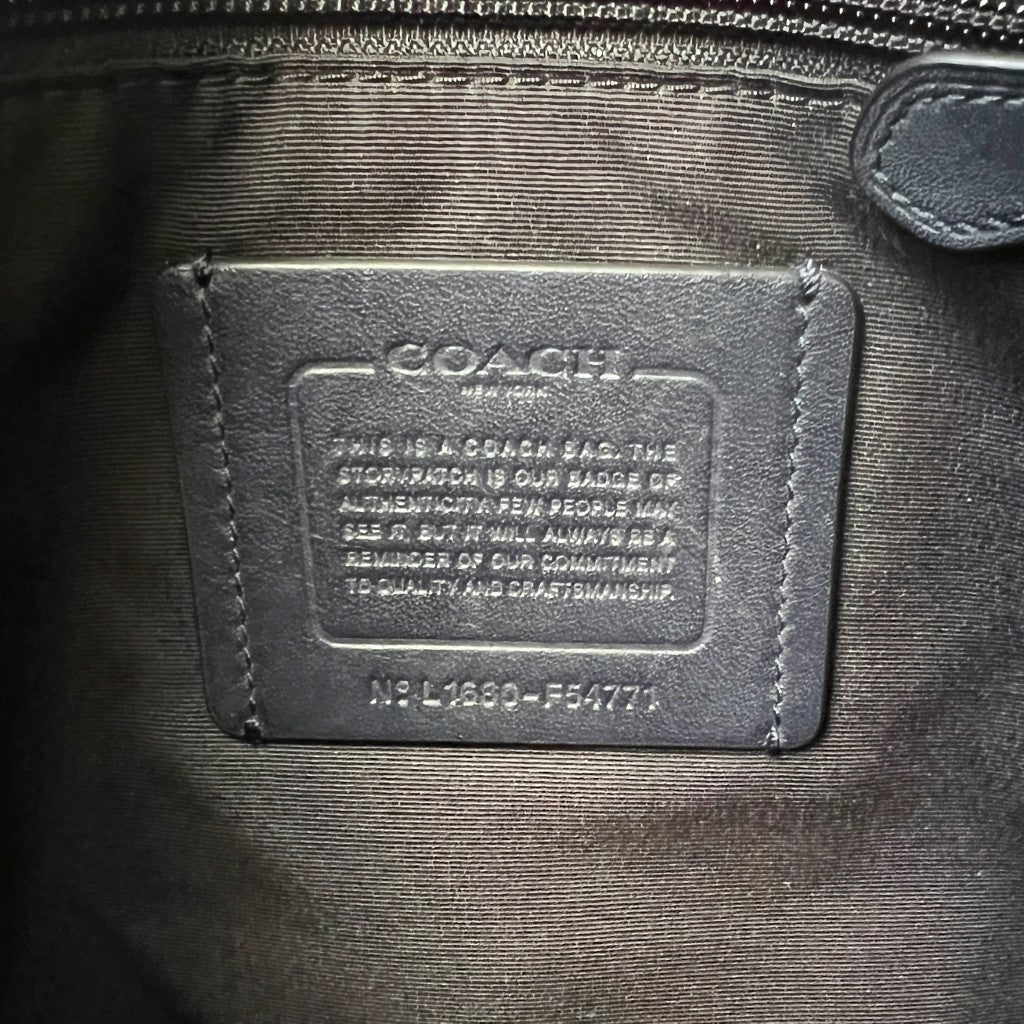 COACH
NEW YORK
THIS IS A COACH BAG. THE
STORYPATCH IS OUR BADGE OF
AUTHENTICITY. FEW PEOPLE MAY
SEE IT, BUT IT WILL ALWAYS BE A
REMINDER OF OUR COMMITMENT
TO QUALITY AND CRAFTSMANSHIP.
Nº L1680-F54771